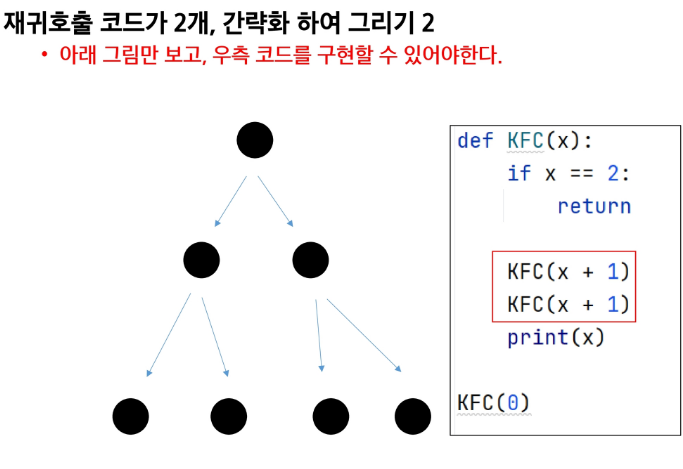 재귀호출 코드가 2개, 간략화 하여 그리기 2
• 아래 그림만 보고, 우측 코드를 구현할 수 있어야한다.
def KFC(x):
    if x == 2:
        return
    KFC(x + 1)
    KFC(x + 1)
    print(x)
KFC(0)